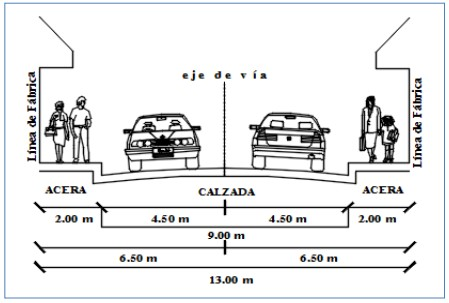 eje de vía
Línea de Fábrica
Línea de Fábrica
ACERA
CALZADA
ACERA
2.00 m
4.50 m
4.50 m
2.00 m
9.00 m
6.50 m
6.50 m
13.00 m